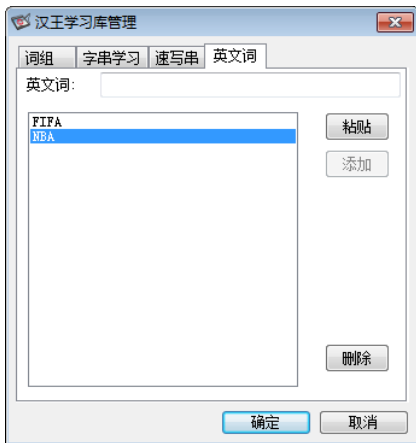 汉王学习库管理
词组 字串学习 速写串 英文词
英文词:
FIFA
NBA
粘贴
添加
删除
确定 取消